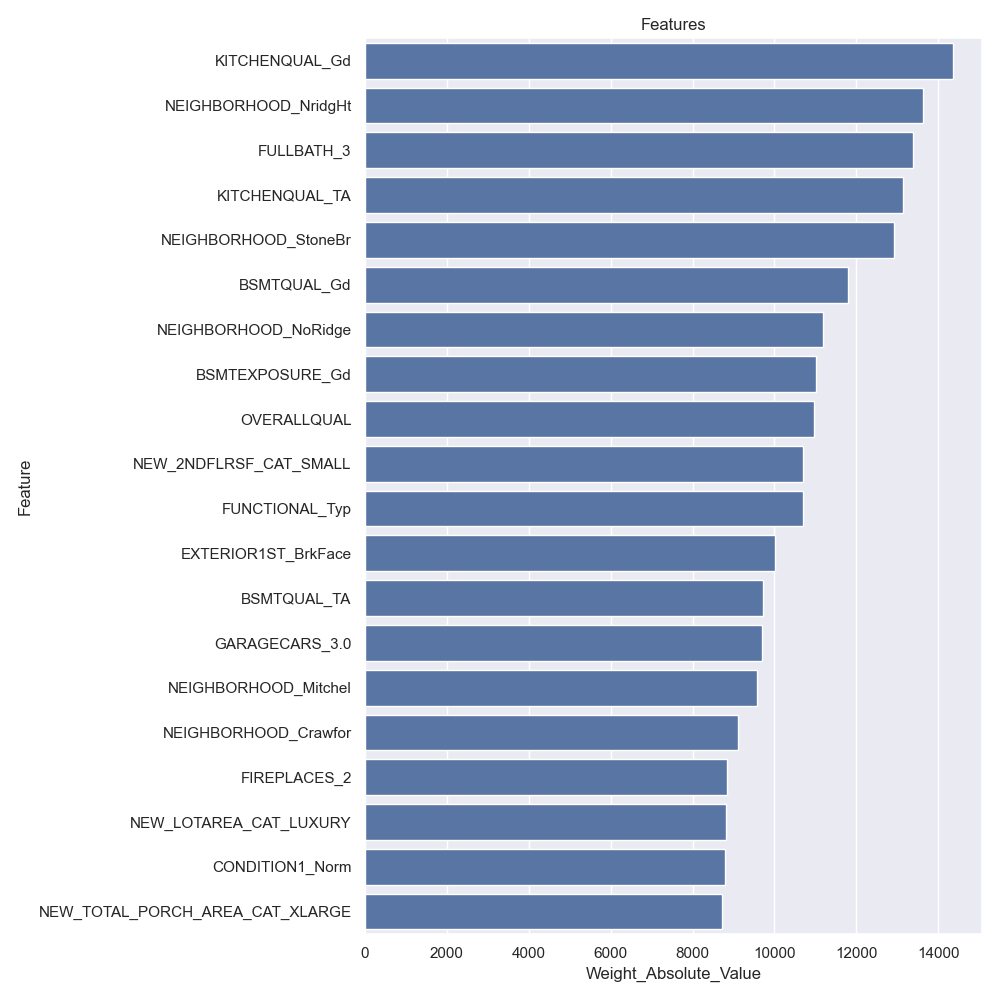 Features
KITCHENQUAL_Gd
NEIGHBORHOOD_NridgHt
FULLBATH_3
KITCHENQUAL_TA
NEIGHBORHOOD_StoneBr
BSMTQUAL_Gd
NEIGHBORHOOD_NoRidge
BSMTEXPOSURE_Gd
OVERALLQUAL
NEW_2NDFLRSF_CAT_SMALL
FUNCTIONAL_Typ
EXTERIOR1ST_BrkFace
BSMTQUAL_TA
GARAGECARS_3.0
NEIGHBORHOOD_Mitchel
NEIGHBORHOOD_Crawfor
FIREPLACES_2
NEW_LOTAREA_CAT_LUXURY
CONDITION1_Norm
NEW_TOTAL_PORCH_AREA_CAT_XLARGE
Feature
0 2000 4000 6000 8000 10000 12000 14000
Weight_Absolute_Value